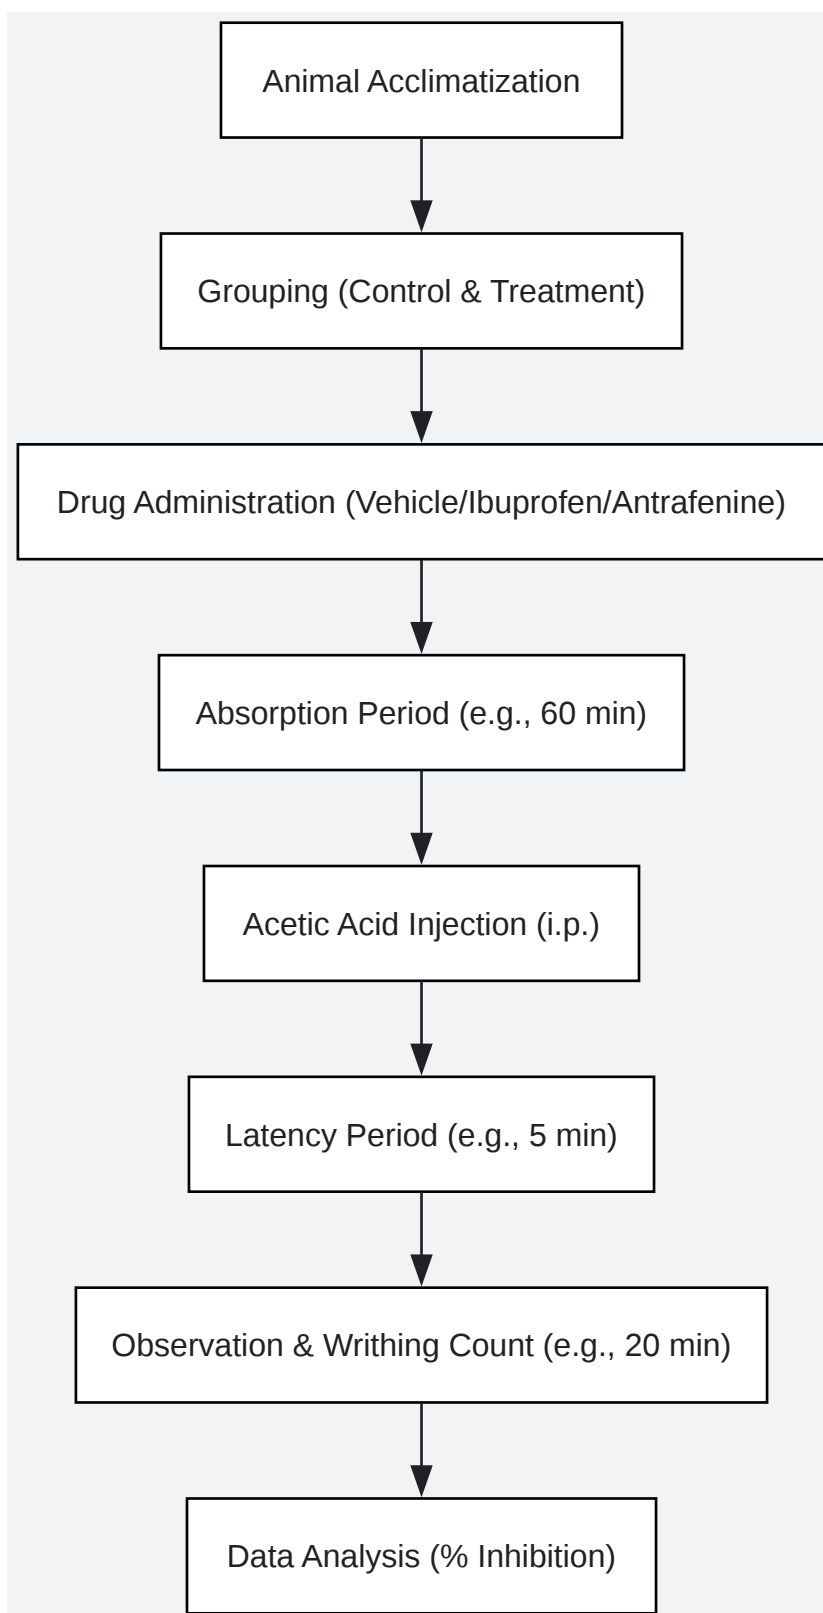 Animal Acclimatization
Grouping (Control & Treatment)
Drug Administration (Vehicle/Ibuprofen/Antrafenine)
Absorption Period (e.g., 60 min)
Acetic Acid Injection (i.p.)
Latency Period (e.g., 5 min)
Observation & Writhing Count (e.g., 20 min)
Data Analysis (% Inhibition)